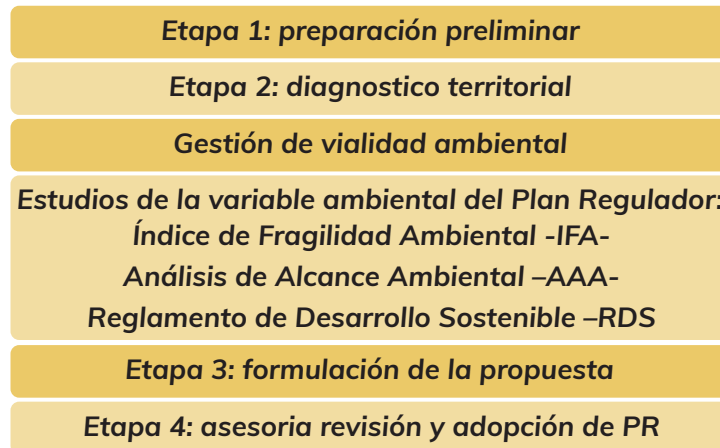 Etapa 1: preparación preliminar
Etapa 2: diagnostico territorial
Gestión de vialidad ambiental
Estudios de la variable ambiental del Plan Regulador:
Índice de Fragilidad Ambiental -IFA-
Análisis de Alcance Ambiental –AAA-
Reglamento de Desarrollo Sostenible –RDS
Etapa 3: formulación de la propuesta
Etapa 4: asesoria revisión y adopción de PR